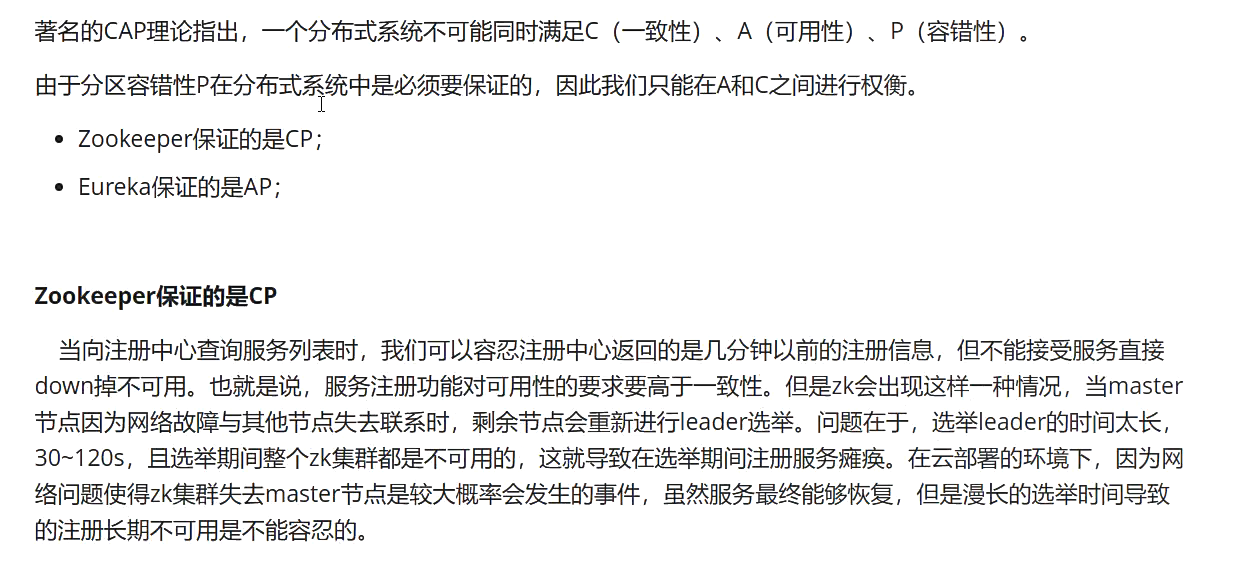 著名的CAP理论指出，一个分布式系统不可能同时满足C（一致性）、A（可用性）、P（容错性）。
由于分区容错性P在分布式系统中是必须要保证的，因此我们只能在A和C之间进行权衡。
• Zookeeper保证的是CP；
• Eureka保证的是AP；
Zookeeper保证的是CP
当向注册中心查询服务列表时，我们可以容忍注册中心返回的是几分钟以前的注册信息，但不能接受服务直接
down掉不可用。也就是说，服务注册功能对可用性的要求要高于一致性。但是zk会出现这样一种情况，当master
节点因为网络故障与其他节点失去联系时，剩余节点会重新进行leader选举。问题在于，选举leader的时间太长，
30~120s，且选举期间整个zk集群都是不可用的，这就导致在选举期间注册服务瘫痪。在云部署的环境下，因为网
络问题使得zk集群失去master节点是较大概率会发生的事件，虽然服务最终能够恢复，但是漫长的选举时间导致
的注册长期不可用是不能容忍的。